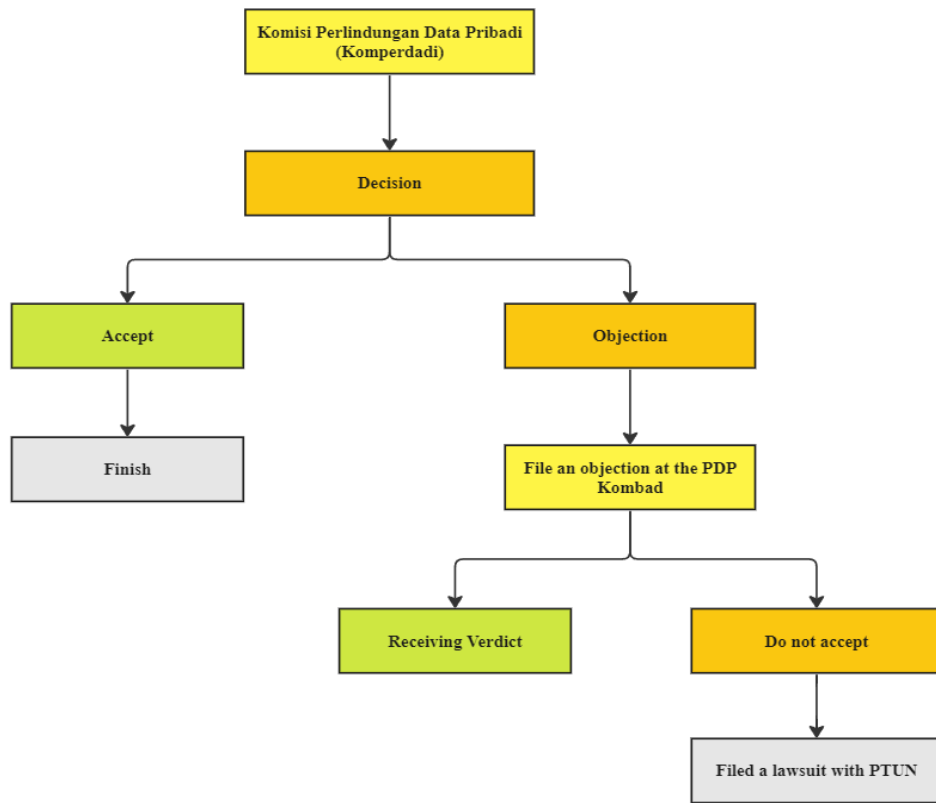 Komisi Perlindungan Data Pribadi
(Komperdadi)
Decision
Accept
Objection
Finish
File an objection at the PDP
Kombad
Receiving Verdict
Do not accept
Filed a lawsuit with PTUN